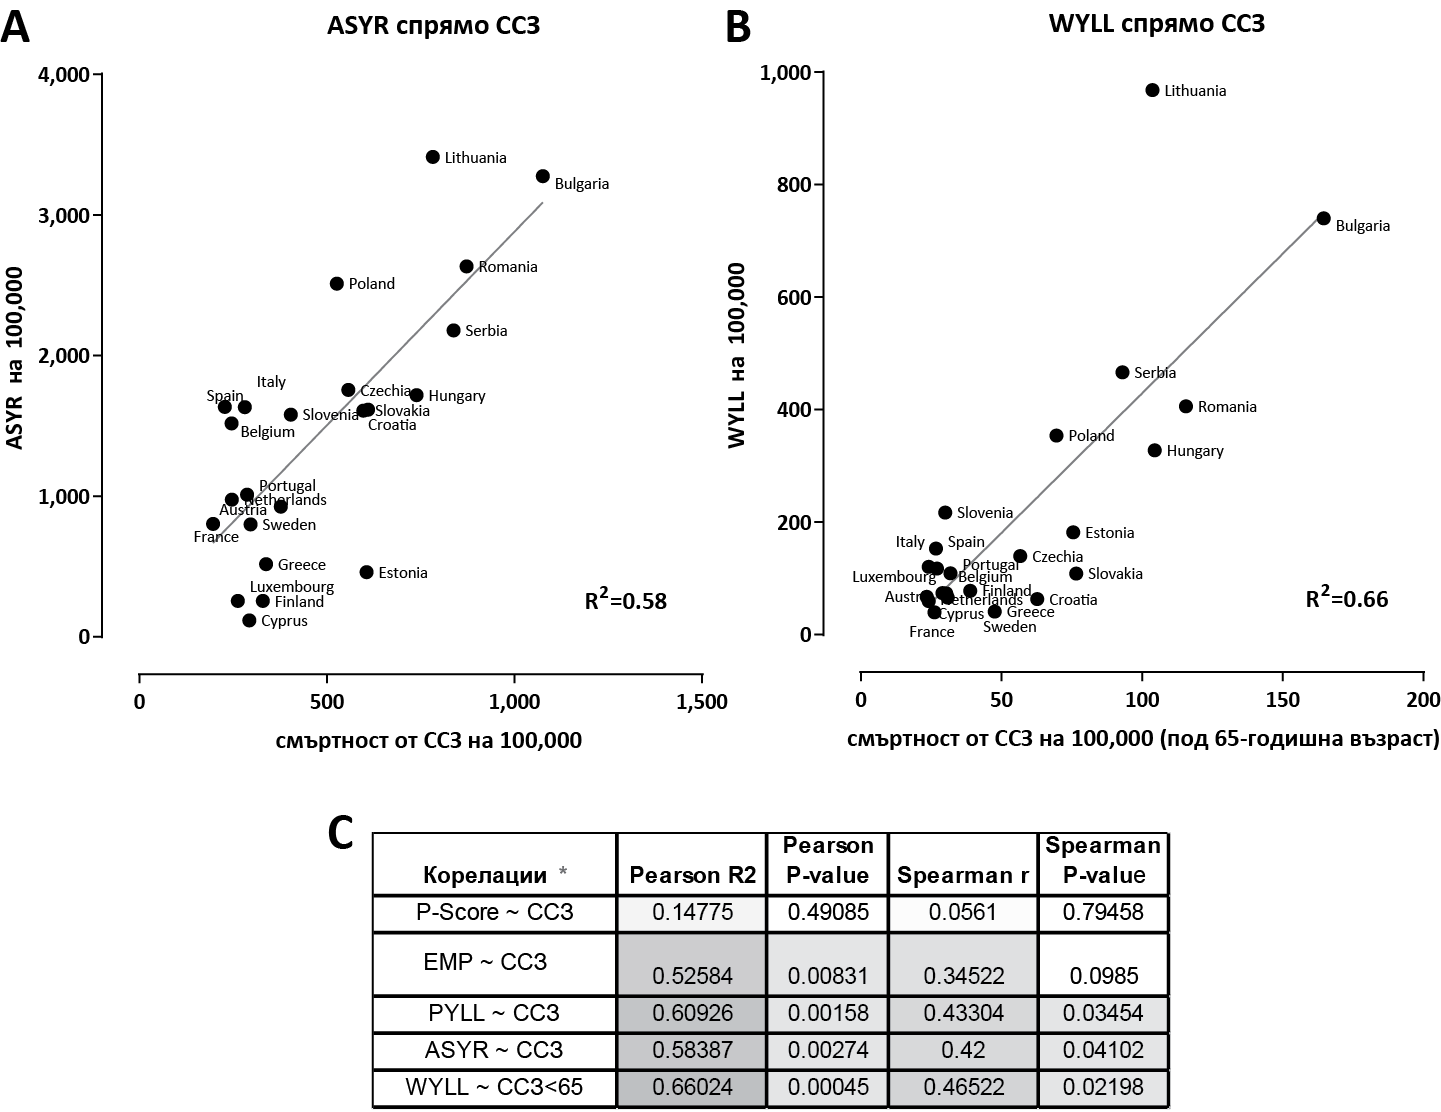 A
ASYR спрямо ССЗ
4,000
3,000
2,000
1,000
0
ASYR на 100,000
Lithuania
Bulgaria
Romania
Poland
Serbia
Italy
Spain
Czechia
Hungary
Slovenia
Slovakia
Croatia
Belgium
Portugal
Netherlands
Austria
Sweden
France
Greece
Estonia
Luxembourg
Finland
Cyprus
R²=0.58
0
500
1,000
1,500
смъртност от ССЗ на 100,000
B
WYLL спрямо ССЗ
1,000
800
600
400
200
0
WYLL на 100,000
Lithuania
Bulgaria
Serbia
Romania
Poland
Hungary
Slovenia
Estonia
Italy
Spain
Czechia
Portugal
Slovakia
Luxembourg
Belgium
Finland
Austria
Netherlands
Croatia
Cyprus
Greece
France
Sweden
R²=0.66
0
50
100
150
200
смъртност от ССЗ на 100,000 (под 65-годишна възраст)
C
Корелации * Pearson R2 Pearson P-value Spearman r Spearman P-value
P-Score ~ ССЗ 0.14775 0.49085 0.0561 0.79458
EMP ~ ССЗ 0.52584 0.00831 0.34522 0.0985
PYLL ~ ССЗ 0.60926 0.00158 0.43304 0.03454
ASYR ~ ССЗ 0.58387 0.00274 0.42 0.04102
WYLL ~ ССЗ<65 0.66024 0.00045 0.46522 0.02198